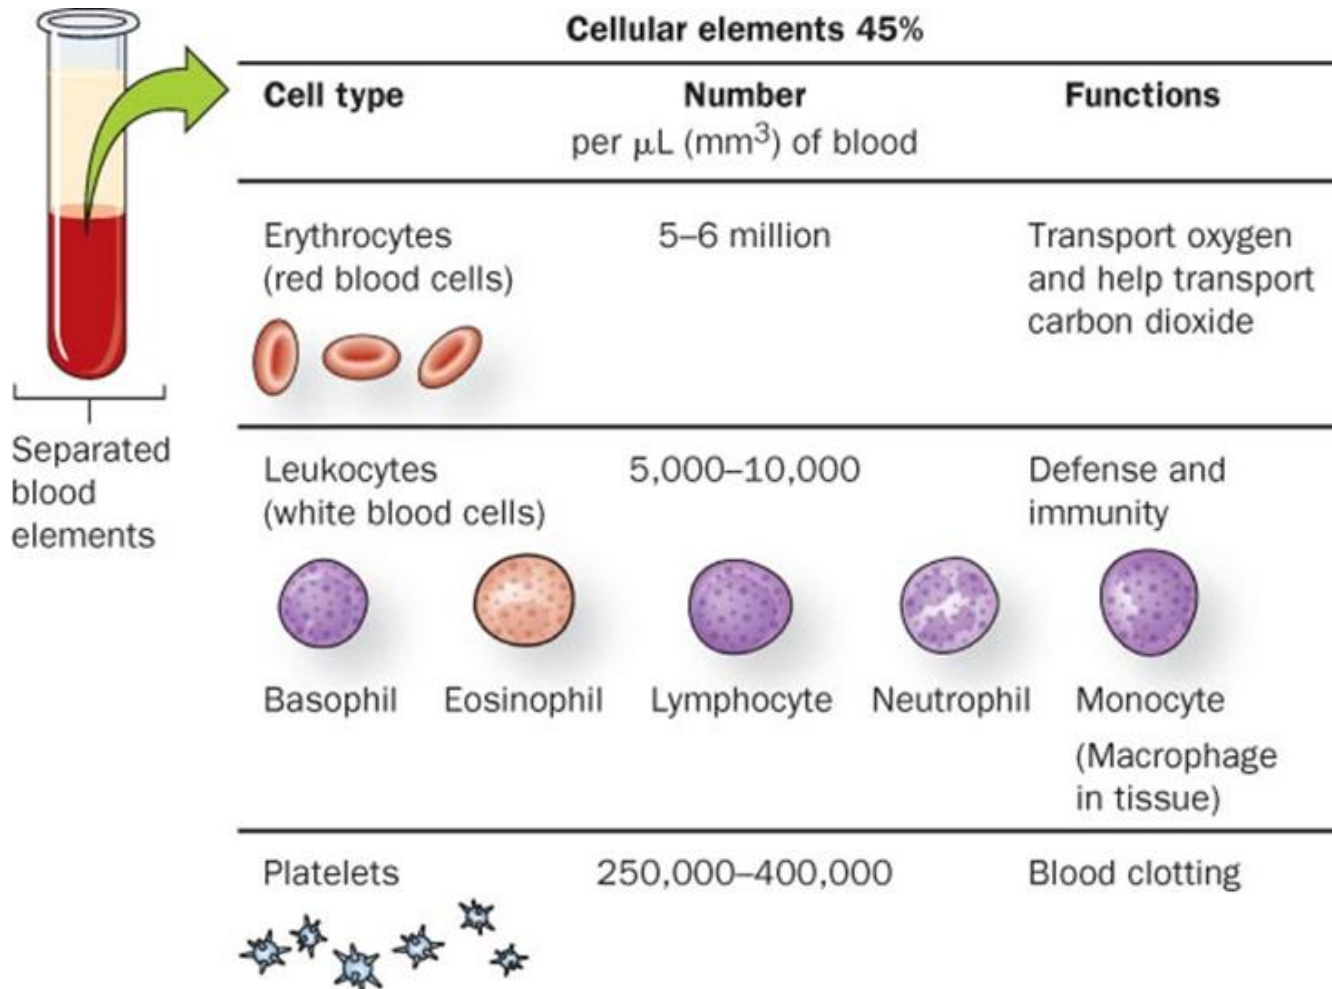 Cellular elements 45%
Cell type
Number
per μL (mm³) of blood
Functions
Erythrocytes
(red blood cells)
5–6 million
Transport oxygen
and help transport
carbon dioxide
Separated
blood
elements
Leukocytes
(white blood cells)
5,000–10,000
Defense and
immunity
Basophil
Eosinophil
Lymphocyte
Neutrophil
Monocyte
(Macrophage
in tissue)
Platelets
250,000–400,000
Blood clotting